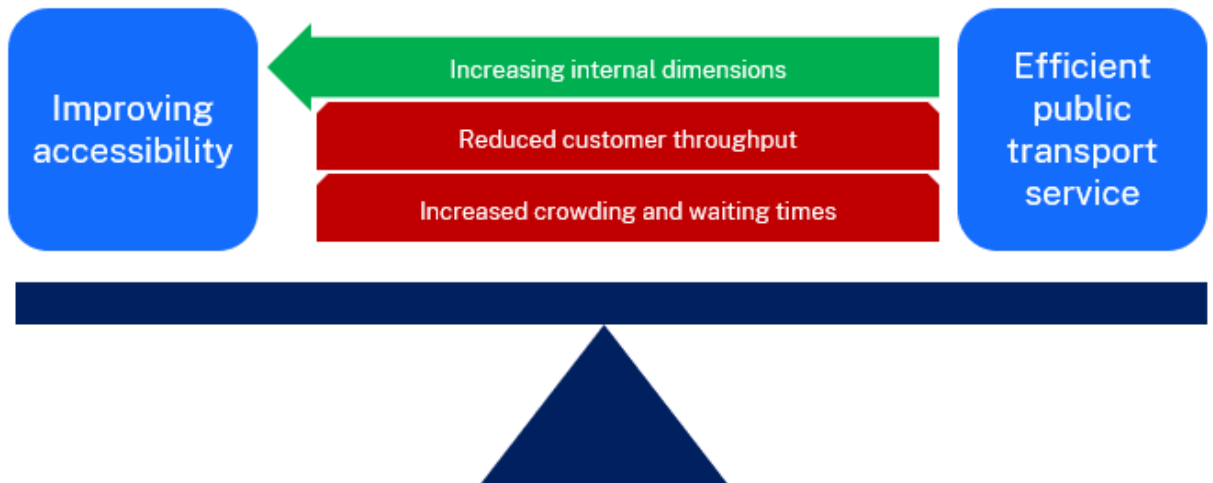 Improving
accessibility
Increasing internal dimensions
Reduced customer throughput
Increased crowding and waiting times
Efficient
public
transport
service